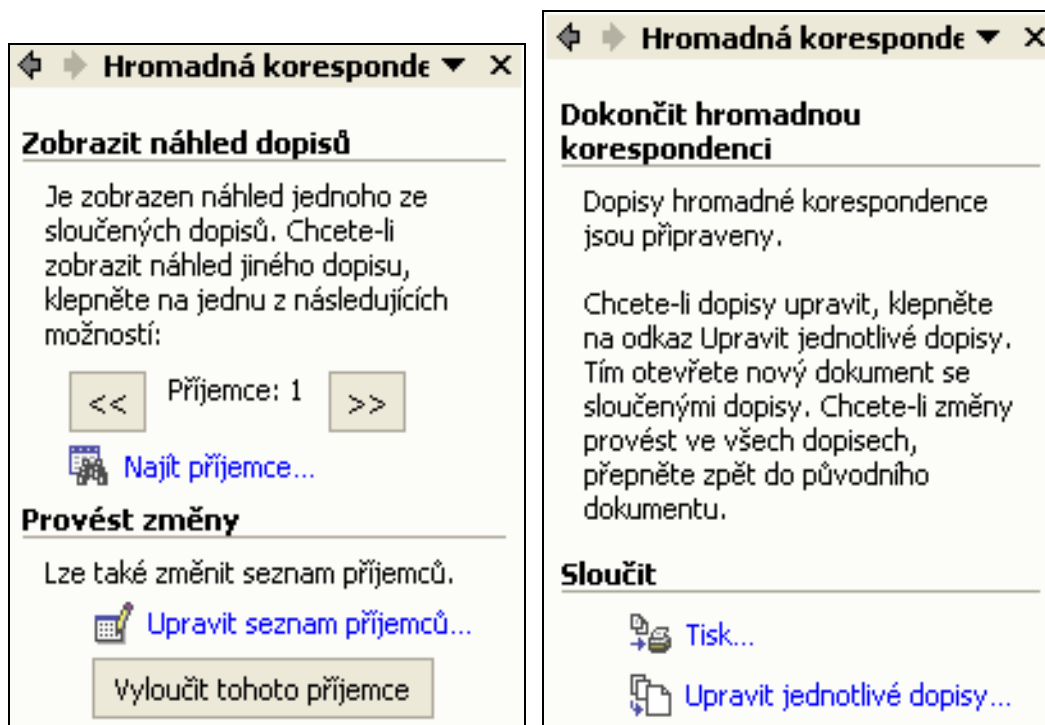 Hromadná koresponde
Zobrazit náhled dopisů
Je zobrazen náhled jednoho ze
sloučených dopisů. Chcete-li
zobrazit náhled jiného dopisu,
klepněte na jednu z následujících
možností:
<< Příjemce: 1 >>
Najít příjemce...
Provést změny
Lze také změnit seznam příjemců.
Upravit seznam příjemců...
Vyloučit tohoto příjemce
Hromadná koresponde
Dokončit hromadnou
korespondenci
Dopisy hromadné korespondence
jsou připraveny.
Chcete-li dopisy upravit, klepněte
na odkaz Upravit jednotlivé dopisy.
Tím otevřete nový dokument se
sloučenými dopisy. Chcete-li změny
provést ve všech dopisech,
přepněte zpět do původního
dokumentu.
Sloučit
Tisk...
Upravit jednotlivé dopisy...